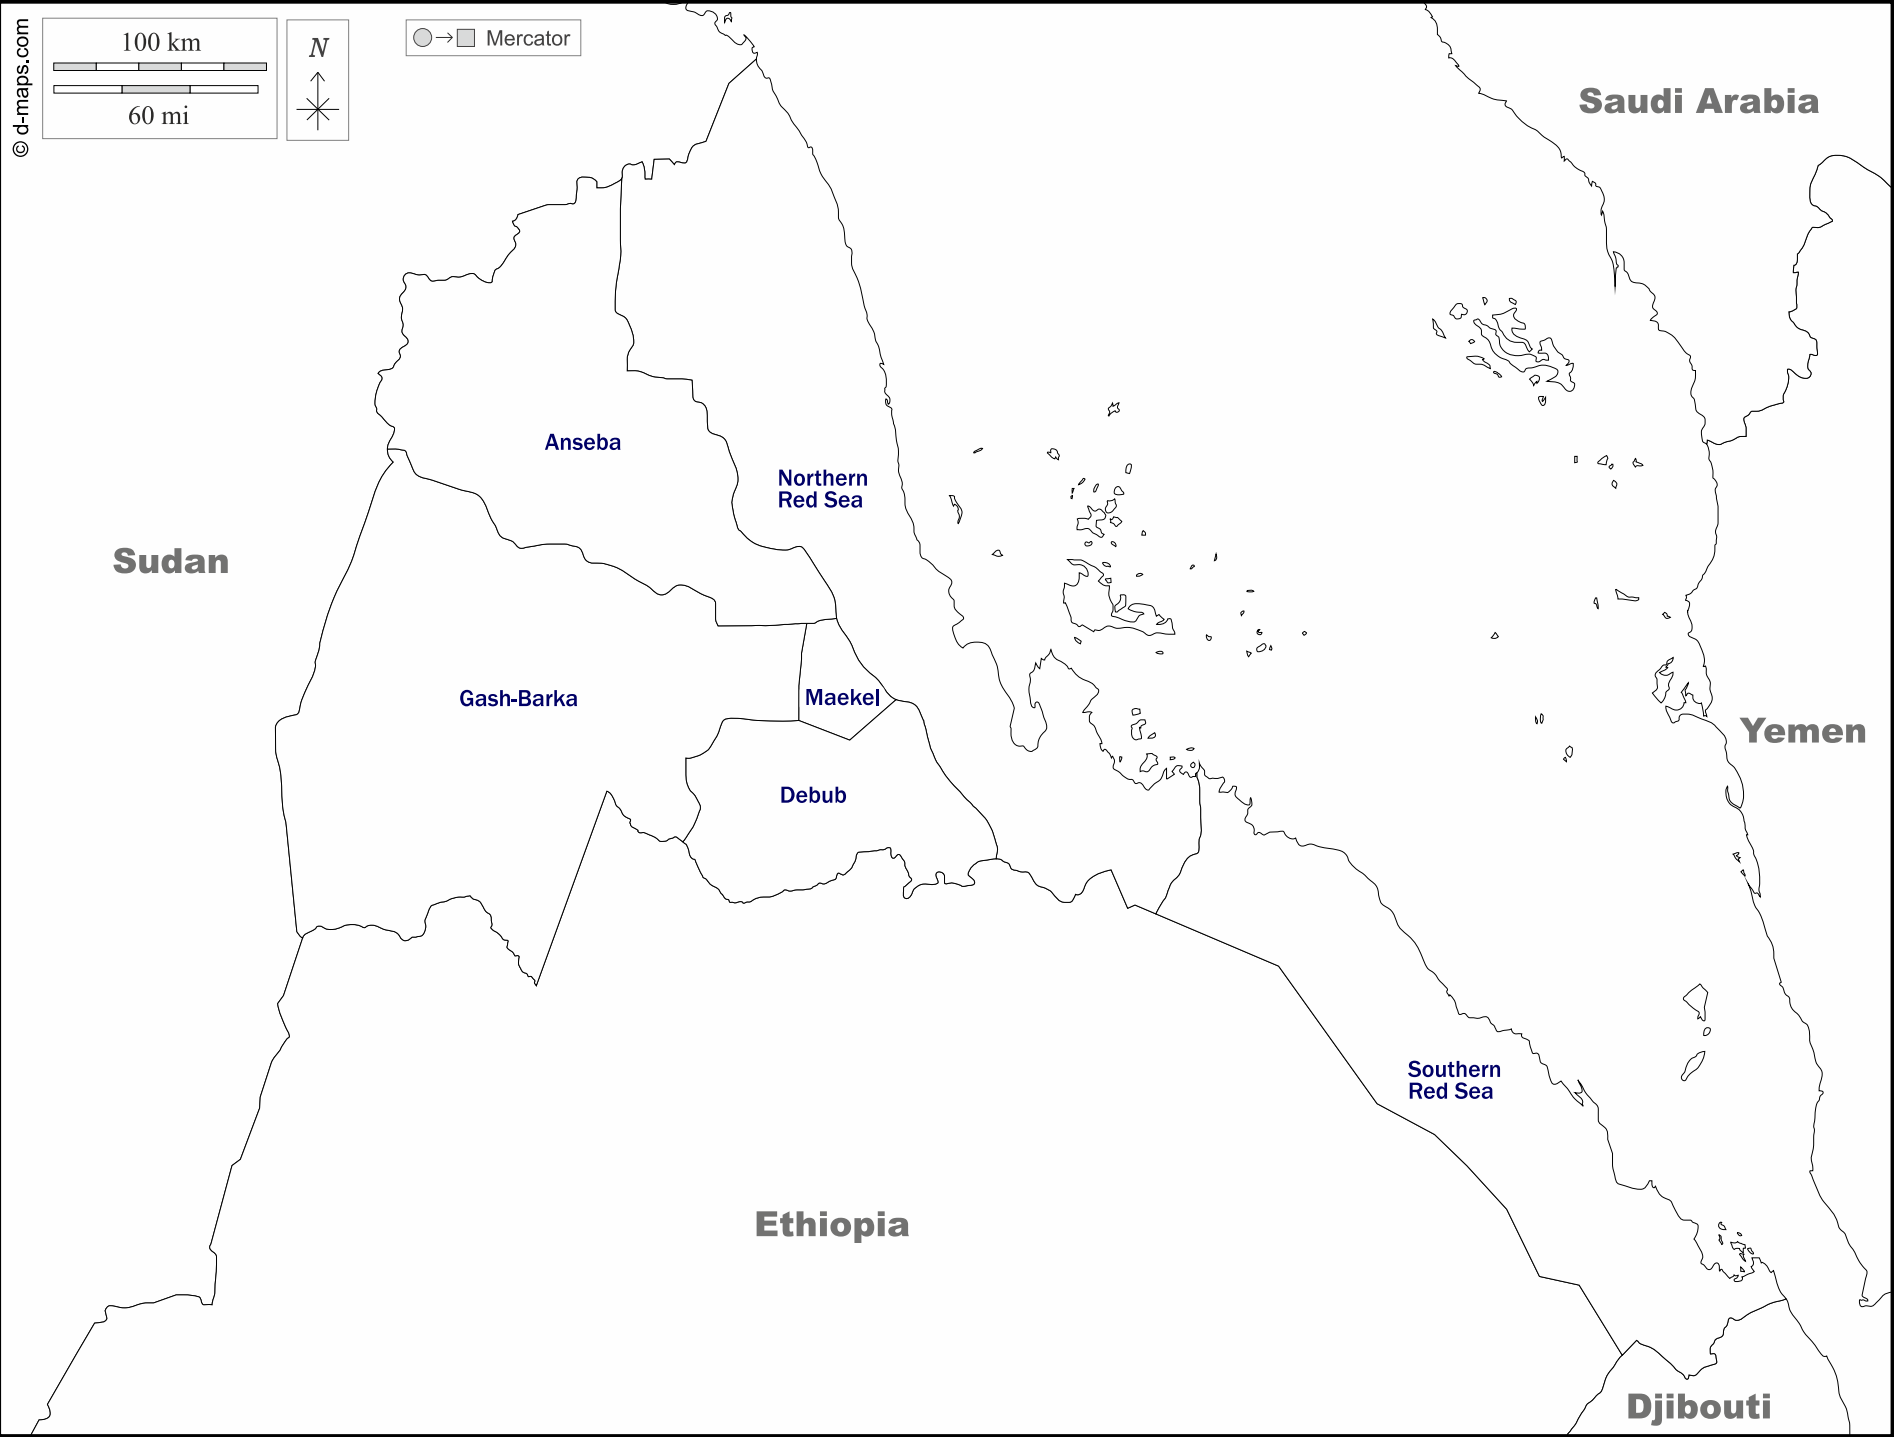 © d-maps.com
100 km
60 mi
N
Mercator
Saudi Arabia
Anseba
Northern
Red Sea
Sudan
Gash-Barka
Maekel
Yemen
Debub
Southern
Red Sea
Ethiopia
Djibouti